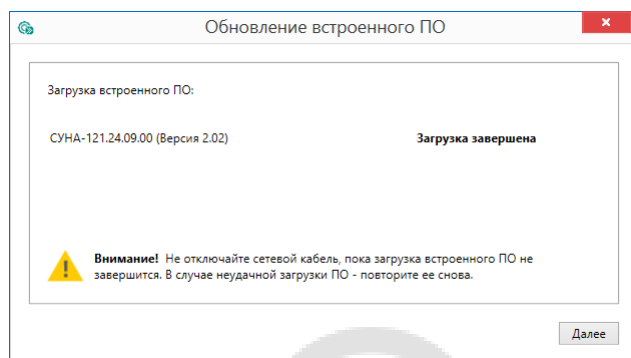 Обновление встроенного ПО
Загрузка встроенного ПО:
СУНА-121.24.09.00 (Версия 2.02) Загрузка завершена
Внимание! Не отключайте сетевой кабель, пока загрузка встроенного ПО не
завершится. В случае неудачной загрузки ПО - повторите ее снова.
Далее